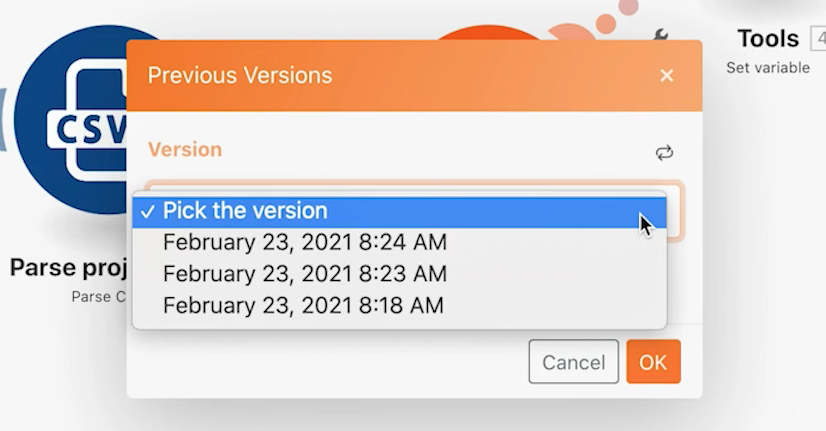 Tools 4
Set variable
Previous Versions
CSV
Version
✓ Pick the version
February 23, 2021 8:24 AM
February 23, 2021 8:23 AM
February 23, 2021 8:18 AM
Parse proj
Parse C
Cancel
OK